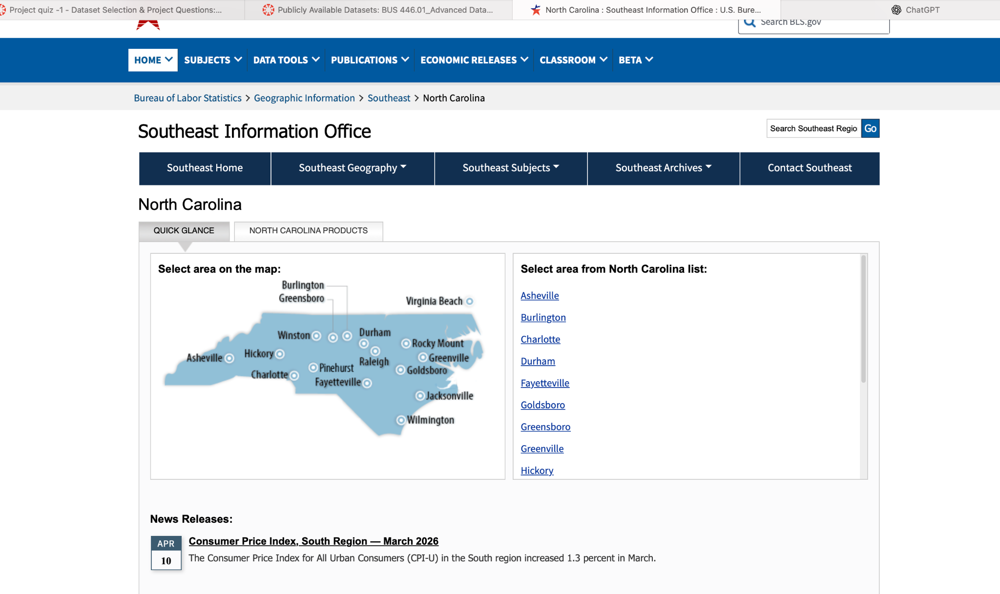 Project quiz -1 - Dataset Selection & Project Questions:...
Publicly Available Datasets: BUS 446.01_Advanced Data...
North Carolina : Southeast Information Office : U.S. Bure...
ChatGPT
Search BLS.gov
HOME
SUBJECTS
DATA TOOLS
PUBLICATIONS
ECONOMIC RELEASES
CLASSROOM
BETA
Bureau of Labor Statistics > Geographic Information > Southeast > North Carolina
Southeast Information Office
Search Southeast Regio
Go
Southeast Home
Southeast Geography
Southeast Subjects
Southeast Archives
Contact Southeast
North Carolina
QUICK GLANCE
NORTH CAROLINA PRODUCTS
Select area on the map:
Burlington
Greensboro
Virginia Beach
Winston
Durham
Rocky Mount
Asheville
Hickory
Raleigh
Greenville
Charlotte
Pinehurst
Goldsboro
Fayetteville
Jacksonville
Wilmington
Select area from North Carolina list:
Asheville
Burlington
Charlotte
Durham
Fayetteville
Goldsboro
Greensboro
Greenville
Hickory
News Releases:
APR
10
Consumer Price Index, South Region — March 2026
The Consumer Price Index for All Urban Consumers (CPI-U) in the South region increased 1.3 percent in March.